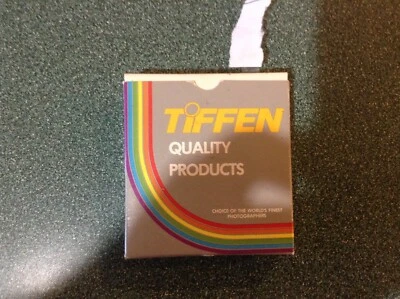 TiFFEN
QUALITY
PRODUCTS
CHOICE OF THE WORLD'S FINEST
PHOTOGRAPHERS